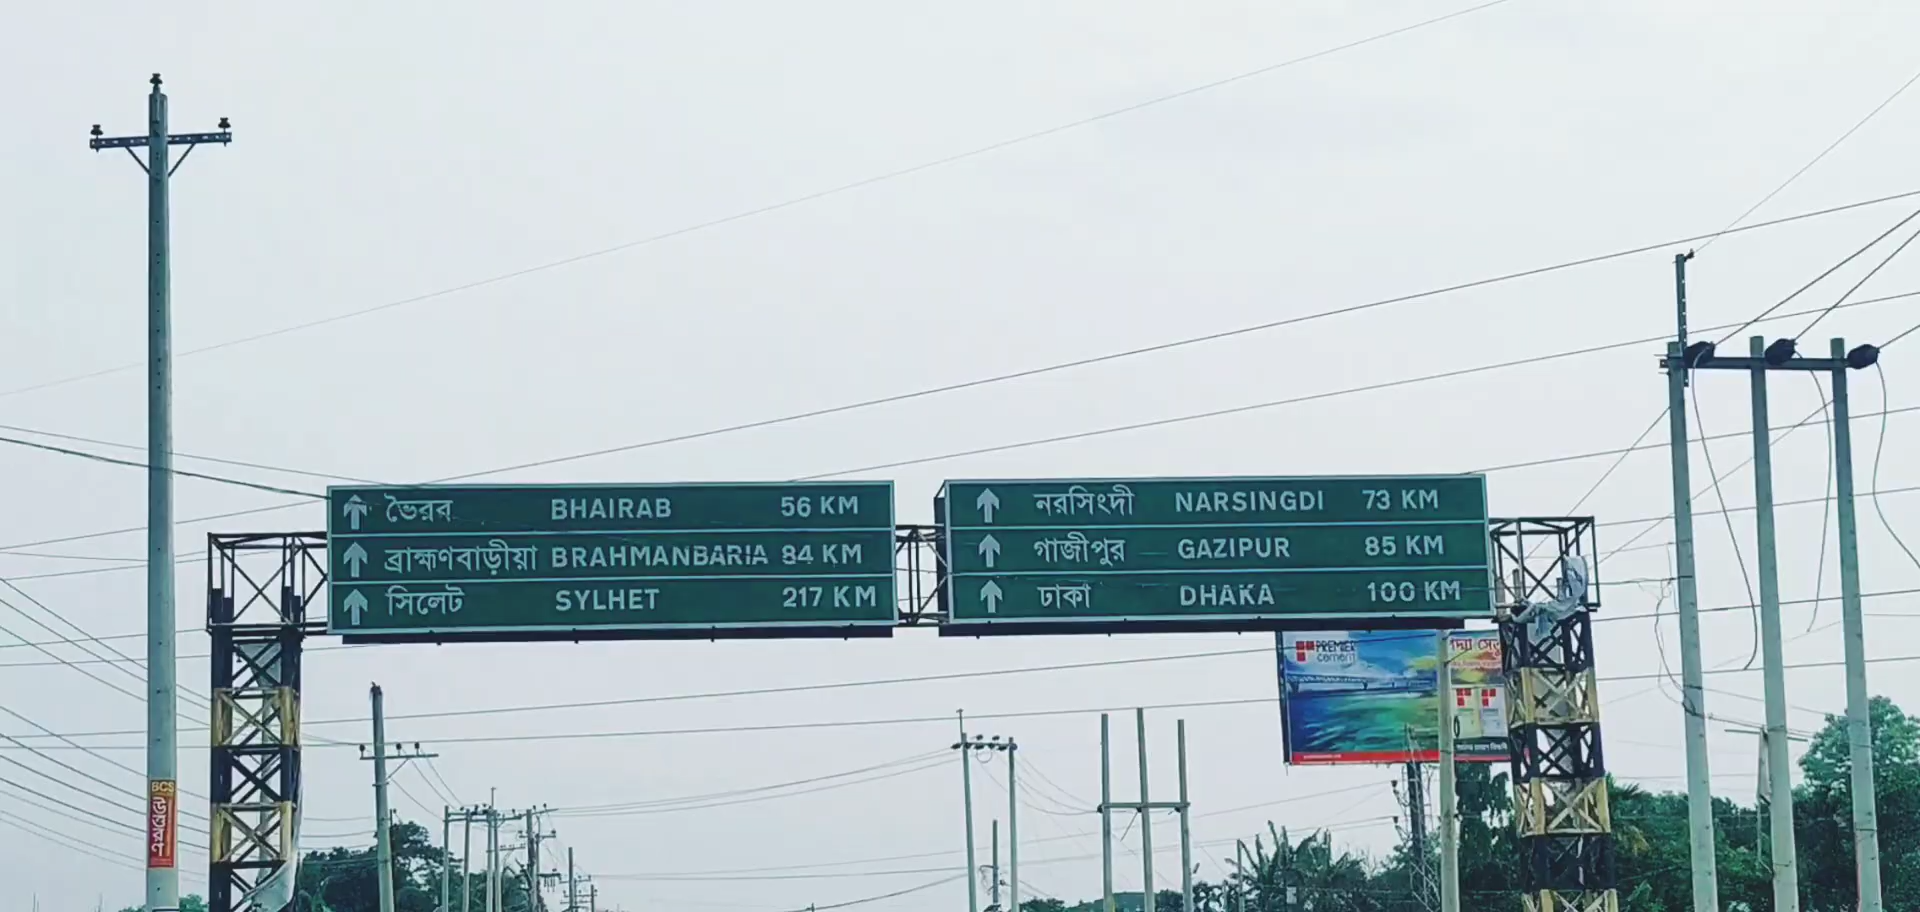 ভৈরব BHAIRAB 56 KM
ব্রাহ্মণবাড়ীয়া BRAHMANBARIA 84 KM
সিলেট SYLHET 217 KM
নরসিংদী NARSINGDI 73 KM
গাজীপুর GAZIPUR 85 KM
ঢাকা DHAKA 100 KM
PREMIER
cement
BCS